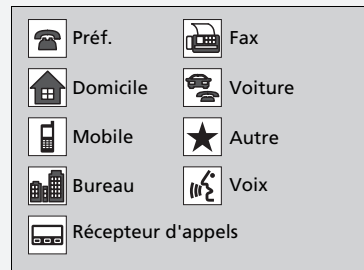 Préf. Fax
Domicile Voiture
Mobile Autre
Bureau Voix
Récepteur d'appels